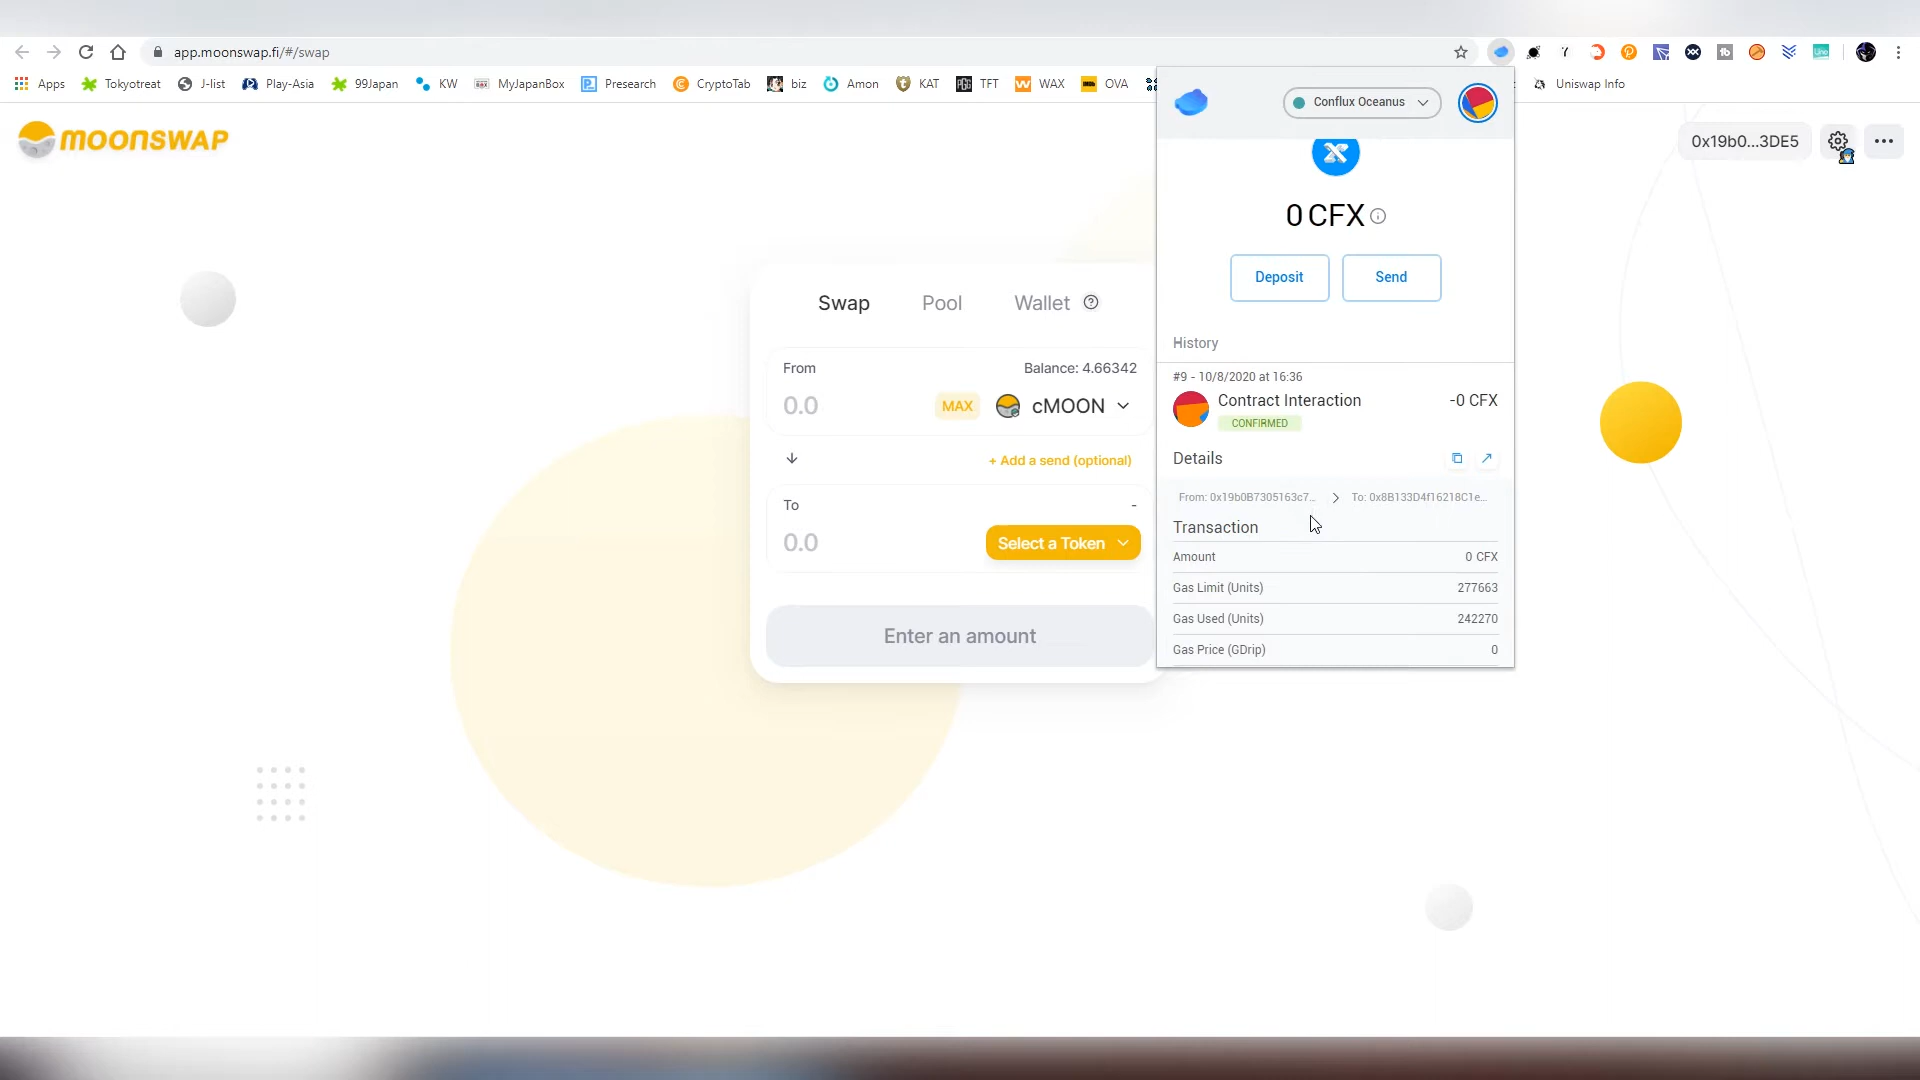 app.moonswap.fi/#/swap
Apps Tokyotreat J-list Play-Asia 99Japan KW MyJapanBox Presearch CryptoTab biz Amon KAT TFT WAX OVA Uniswap Info
MOONSWAP
0x19b0...3DE5
Swap Pool Wallet
From Balance: 4.66342
0.0 MAX cMOON
+ Add a send (optional)
To -
0.0 Select a Token
Enter an amount
Conflux Oceanus
0 CFX
Deposit Send
History
#9 - 10/8/2020 at 16:36
Contract Interaction -0 CFX
CONFIRMED
Details
From: 0x19b0B7305163c7... To: 0x8B133D4f16218C1e...
Transaction
Amount 0 CFX
Gas Limit (Units) 277663
Gas Used (Units) 242270
Gas Price (GDrip) 0